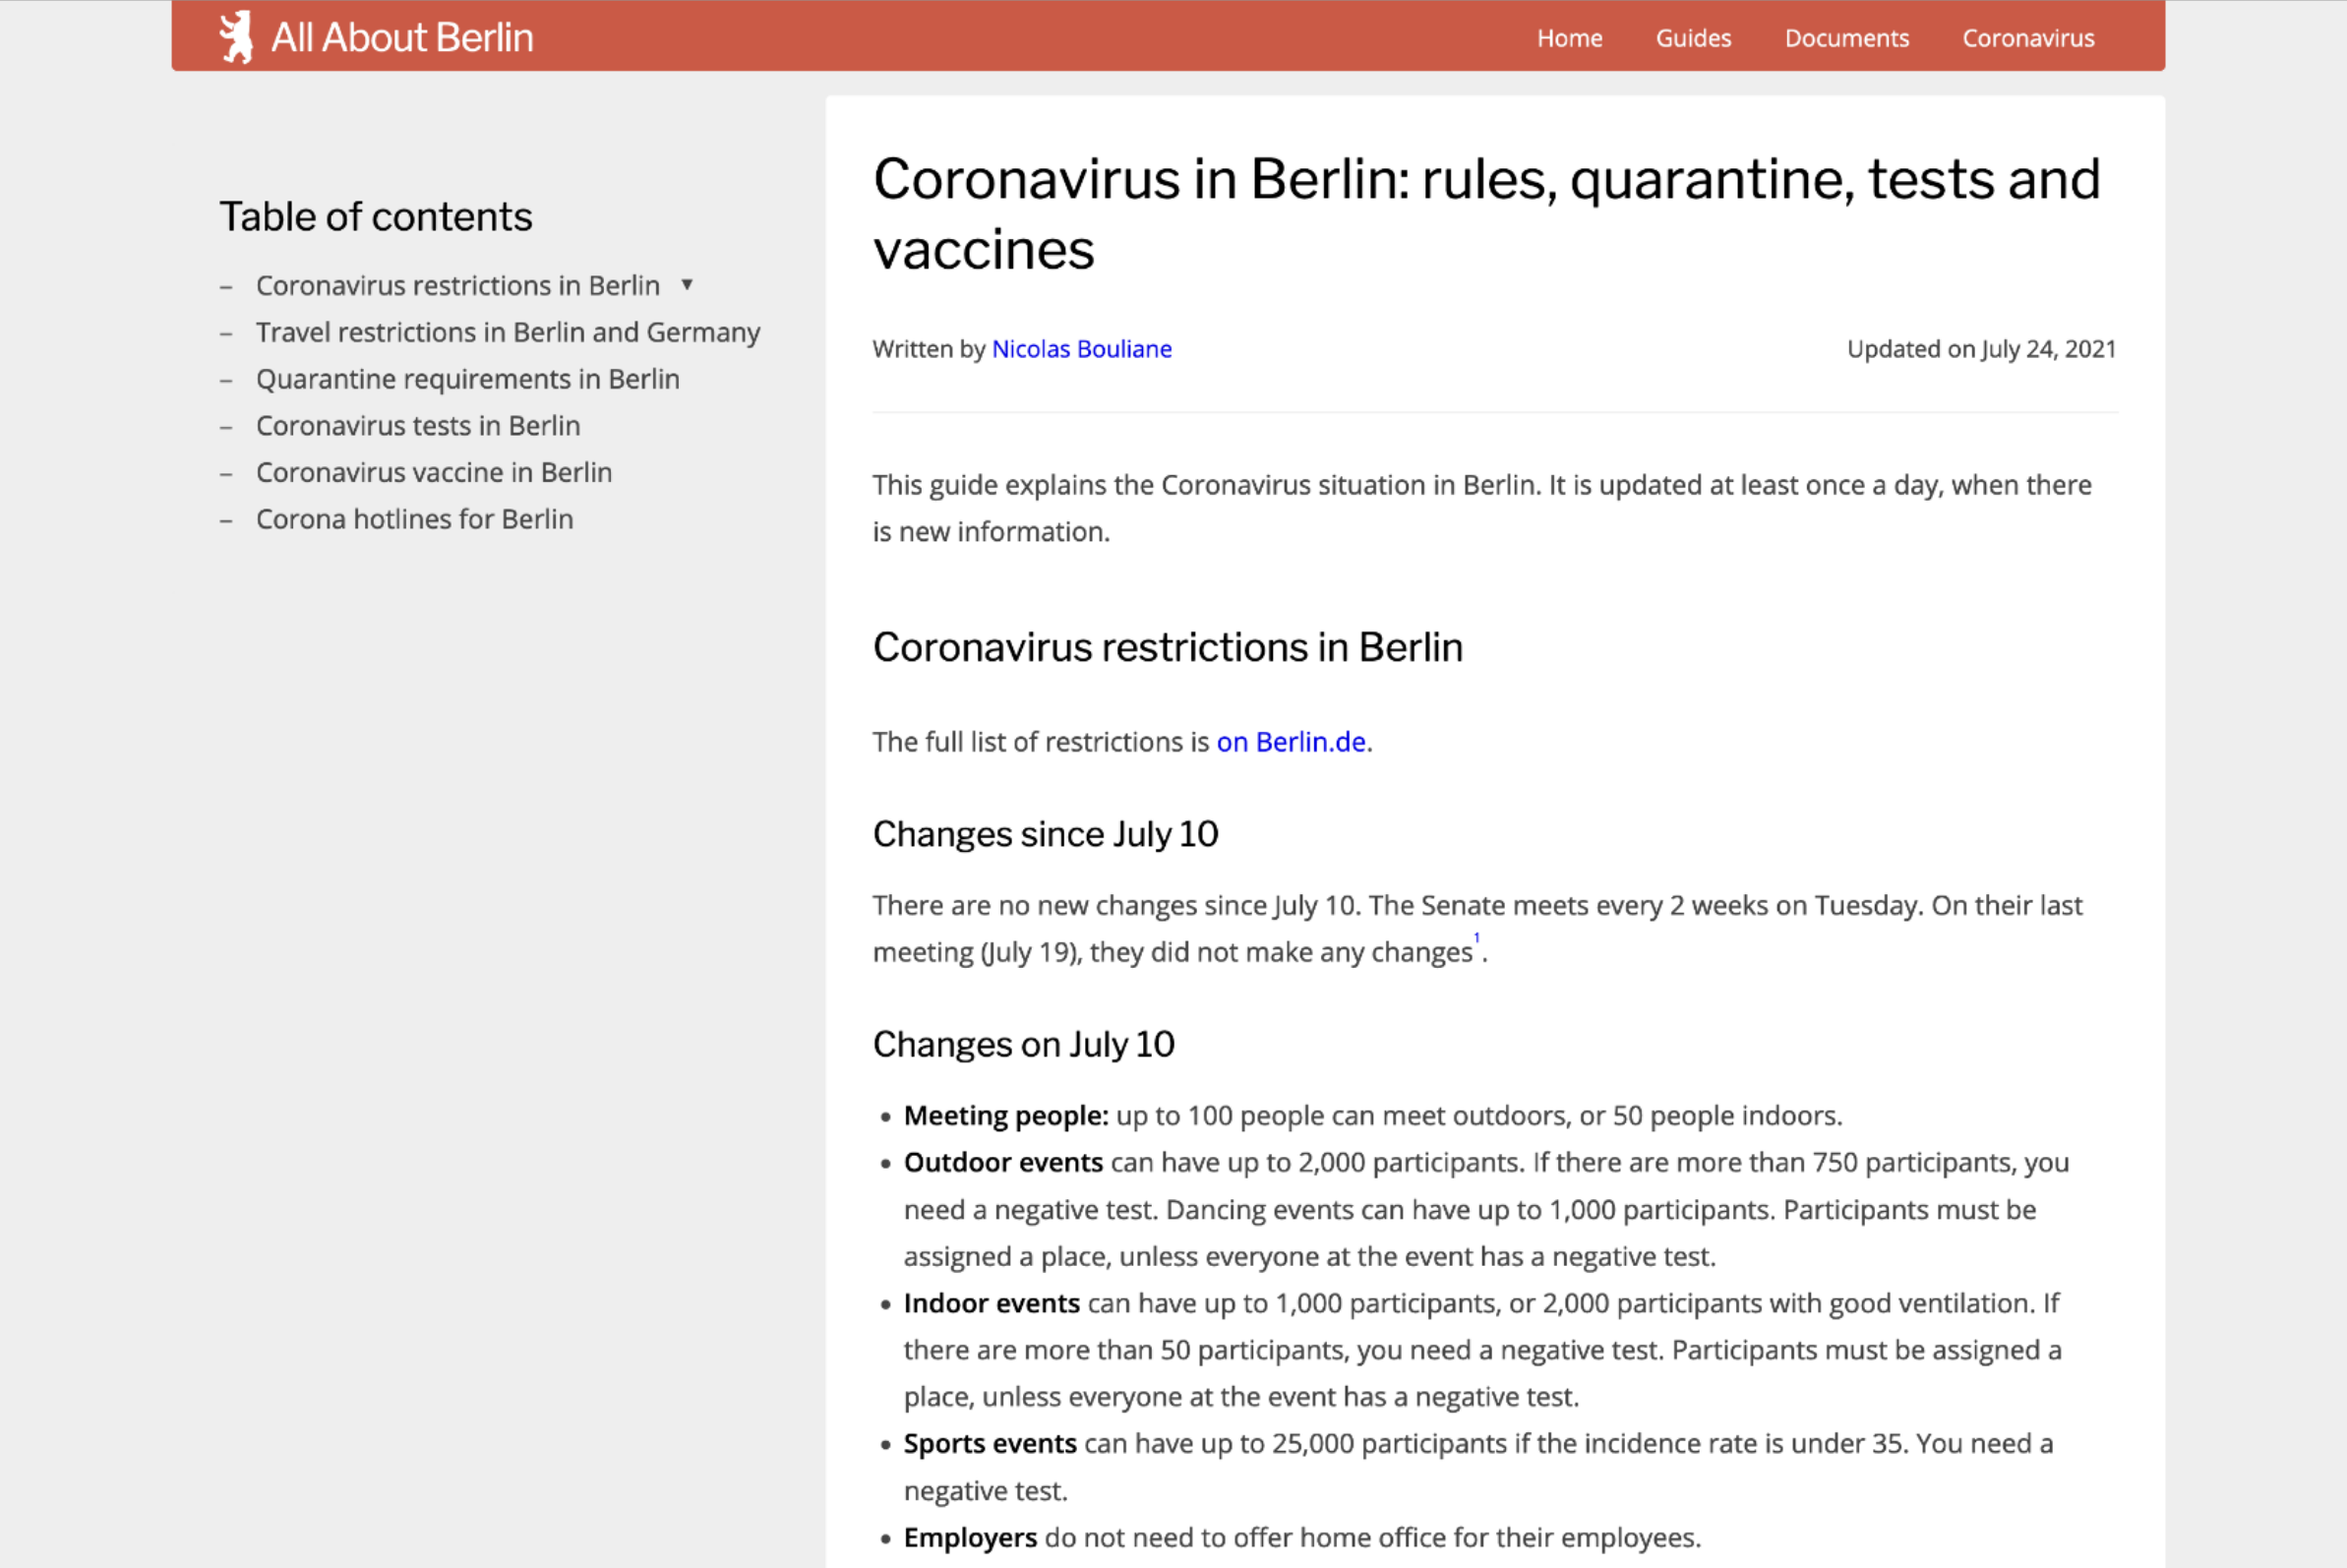 All About Berlin
Home Guides Documents Coronavirus
Table of contents
– Coronavirus restrictions in Berlin ▼
– Travel restrictions in Berlin and Germany
– Quarantine requirements in Berlin
– Coronavirus tests in Berlin
– Coronavirus vaccine in Berlin
– Corona hotlines for Berlin
Coronavirus in Berlin: rules, quarantine, tests and
vaccines
Written by Nicolas Bouliane
Updated on July 24, 2021
This guide explains the Coronavirus situation in Berlin. It is updated at least once a day, when there
is new information.
Coronavirus restrictions in Berlin
The full list of restrictions is on Berlin.de.
Changes since July 10
There are no new changes since July 10. The Senate meets every 2 weeks on Tuesday. On their last
meeting (July 19), they did not make any changes¹.
Changes on July 10
• Meeting people: up to 100 people can meet outdoors, or 50 people indoors.
• Outdoor events can have up to 2,000 participants. If there are more than 750 participants, you
need a negative test. Dancing events can have up to 1,000 participants. Participants must be
assigned a place, unless everyone at the event has a negative test.
• Indoor events can have up to 1,000 participants, or 2,000 participants with good ventilation. If
there are more than 50 participants, you need a negative test. Participants must be assigned a
place, unless everyone at the event has a negative test.
• Sports events can have up to 25,000 participants if the incidence rate is under 35. You need a
negative test.
• Employers do not need to offer home office for their employees.